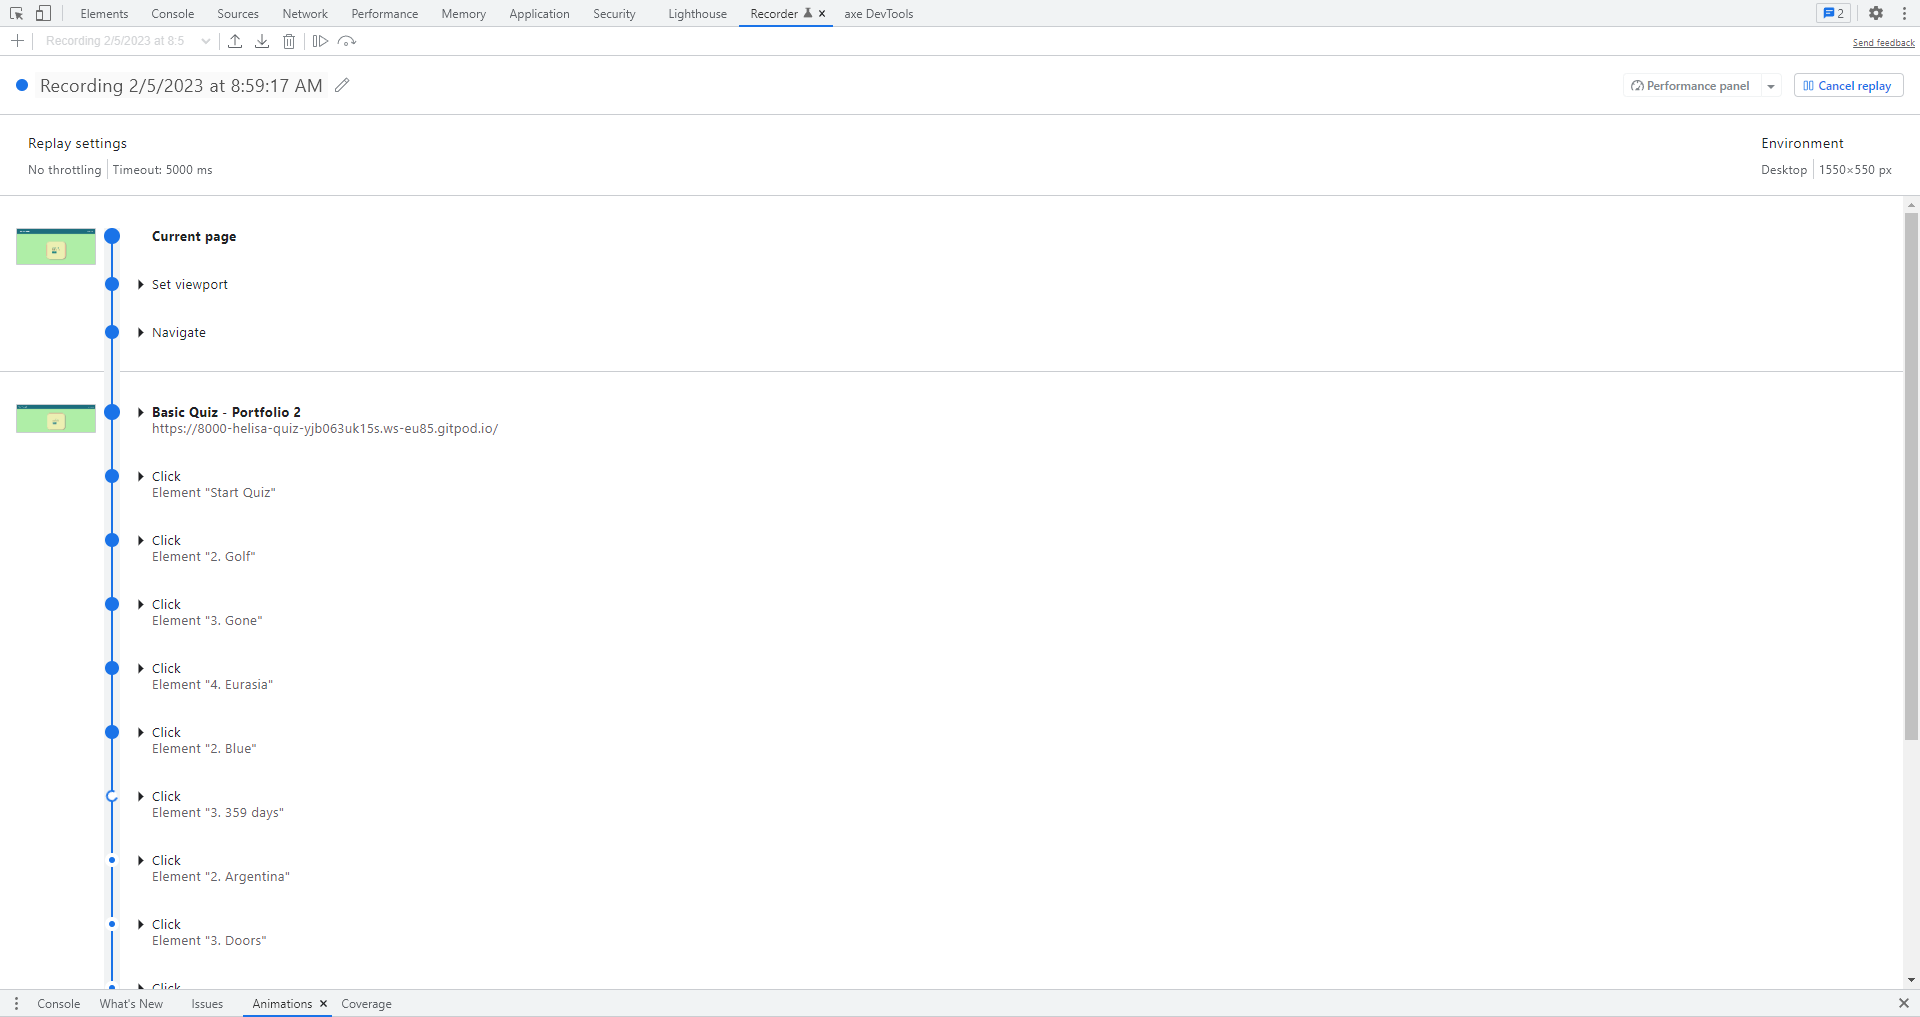 Elements Console Sources Network Performance Memory Application Security Lighthouse Recorder axe DevTools 2
Recording 2/5/2023 at 8:5 Send feedback
Recording 2/5/2023 at 8:59:17 AM Performance panel Cancel replay
Replay settings Environment
No throttling Timeout: 5000 ms Desktop 1550×550 px
Current page
Set viewport
Navigate
Basic Quiz - Portfolio 2
https://8000-helisa-quiz-yjb063uk15s.ws-eu85.gitpod.io/
Click
Element "Start Quiz"
Click
Element "2. Golf"
Click
Element "3. Gone"
Click
Element "4. Eurasia"
Click
Element "2. Blue"
Click
Element "3. 359 days"
Click
Element "2. Argentina"
Click
Element "3. Doors"
Click
Console What's New Issues Animations Coverage